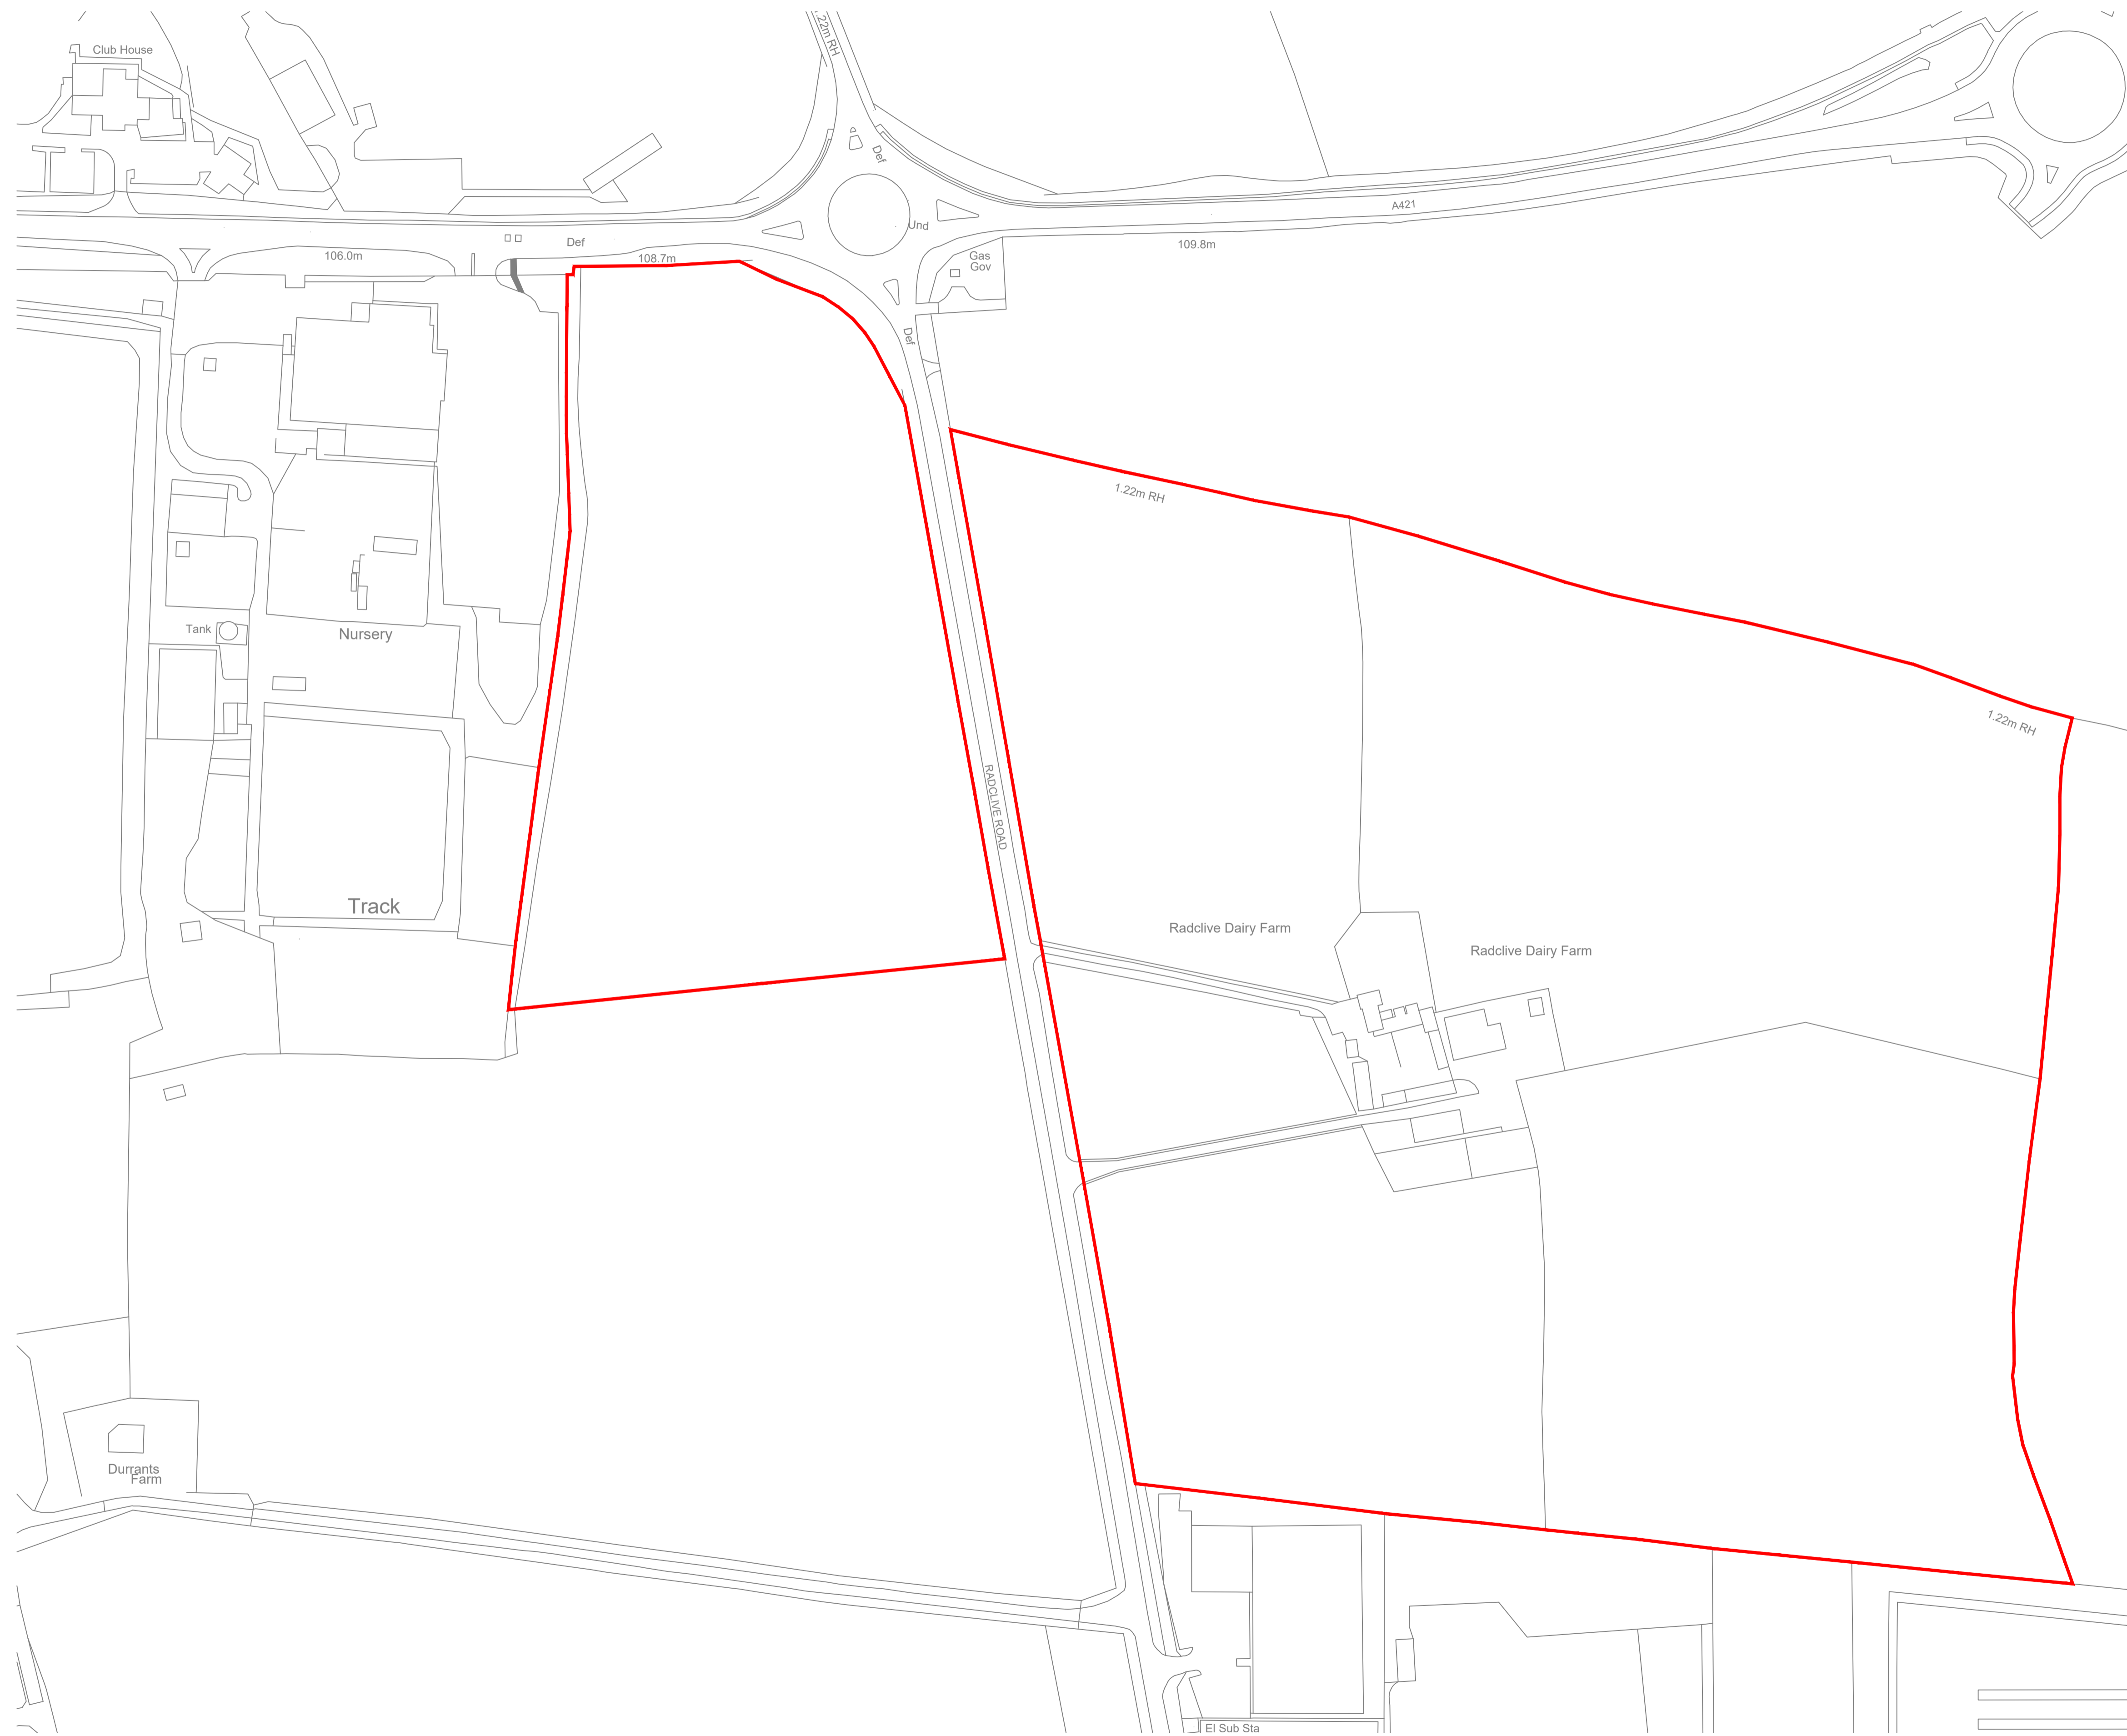 Club House
1.22m RH
Def
Und
A421
109.8m
Def
106.0m
108.7m
Gas
Gov
Def
1.22m RH
Tank
Nursery
1.22m RH
RADCLIVE ROAD
Track
Radclive Dairy Farm
Radclive Dairy Farm
Durrants
Farm
El Sub Sta